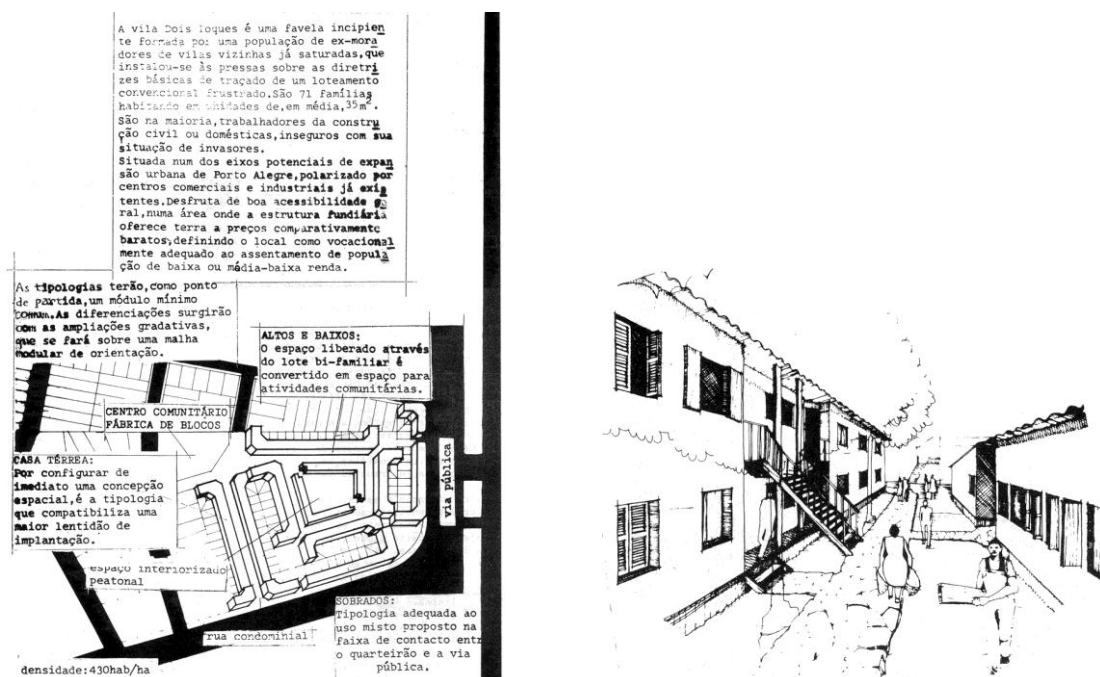 A vila Dois Toques é uma favela incipien
te formada por uma população de ex-mora
dores de vilas vizinhas já saturadas,que
instalou-se às pressas sobre as diretri
zes básicas de traçado de um loteamento
convencional frustrado.São 71 famílias
habitando em unidades de,em média,35m².
São na maioria,trabalhadores da constru
ção civil ou domésticas,inseguros com sua
situação de invasores.
Situada num dos eixos potenciais de expan
são urbana de Porto Alegre,polarizado por
centros comerciais e industriais já exis
tentes.Desfruta de boa acessibilidade ge
ral,numa área onde a estrutura fundiária
oferece terra a preços comparativamente
baratos,definindo o local como vocacional
mente adequado ao assentamento de popula
ção de baixa ou média-baixa renda.
As tipologias terão,como ponto
de partida,um módulo mínimo
comum.As diferenciações surgirão
com as ampliações gradativas,
que se fará sobre uma malha
modular de orientação.
ALTOS E BAIXOS:
O espaço liberado através
do lote bi-familiar é
convertido em espaço para
atividades comunitárias.
CENTRO COMUNITÁRIO
FÁBRICA DE BLOCOS
CASA TÉRREA:
Por configurar de
imediato uma concepção
espacial,é a tipologia
que compatibiliza uma
maior lentidão de
implantação.
via pública
espaço interiorizado
peatonal
rua condominial
SOBRADOS:
Tipologia adequada ao
uso misto proposto na
faixa de contacto entr
o quarteirão e a via
pública.
densidade:430hab/ha